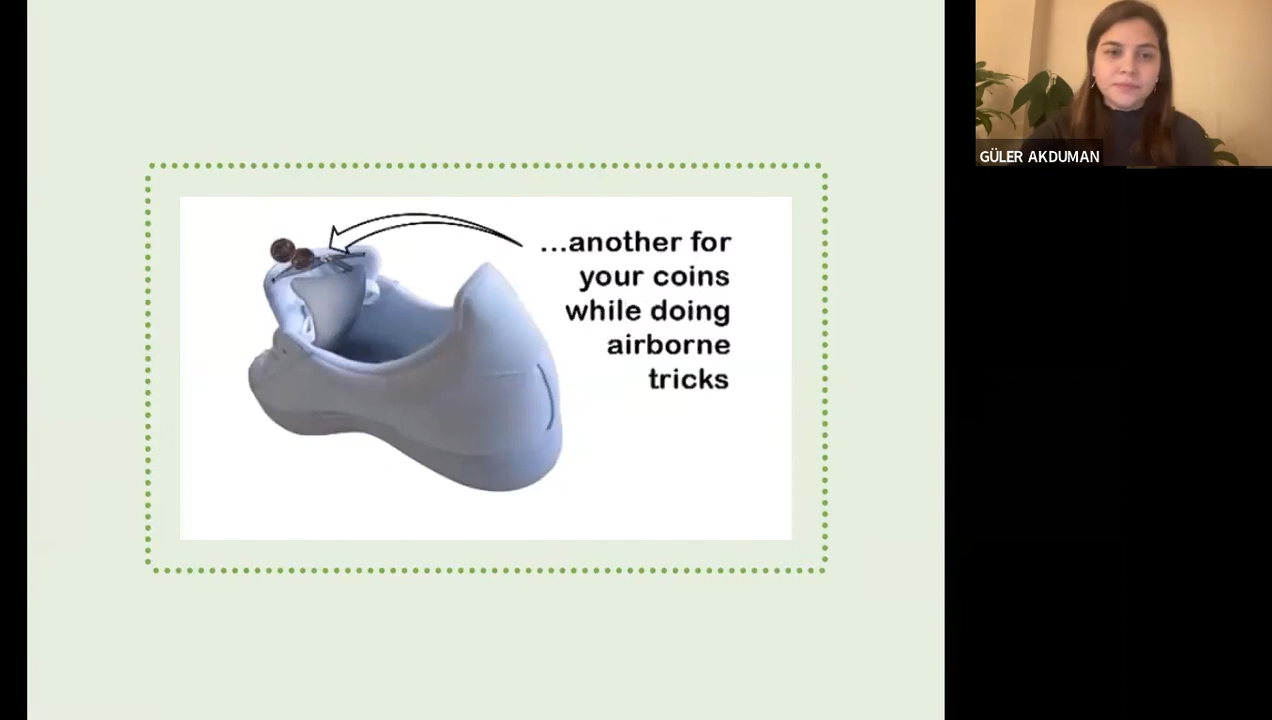 GÜLER AKDUMAN
...another for
your coins
while doing
airborne
tricks